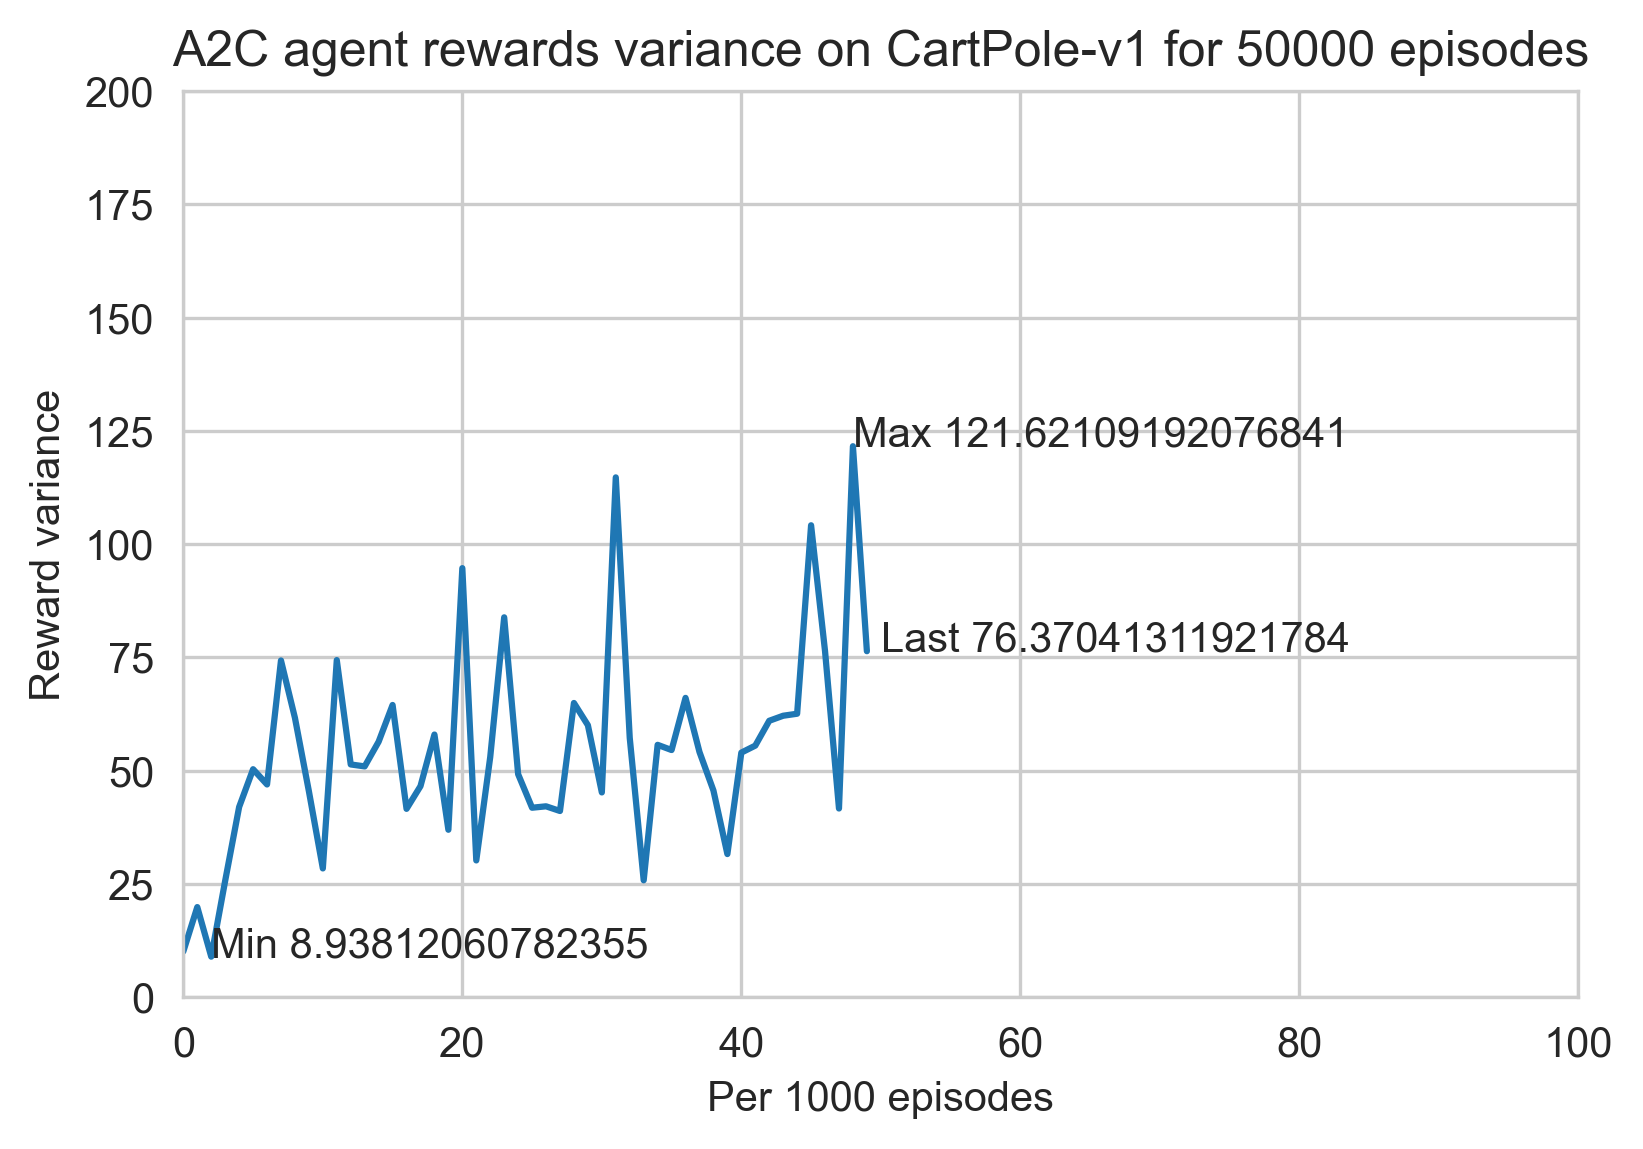 A2C agent rewards variance on CartPole-v1 for 50000 episodes
200
175
150
125
100
75
50
25
0
Reward variance
Max 121.62109192076841
Last 76.37041311921784
Min 8.93812060782355
0 20 40 60 80 100
Per 1000 episodes